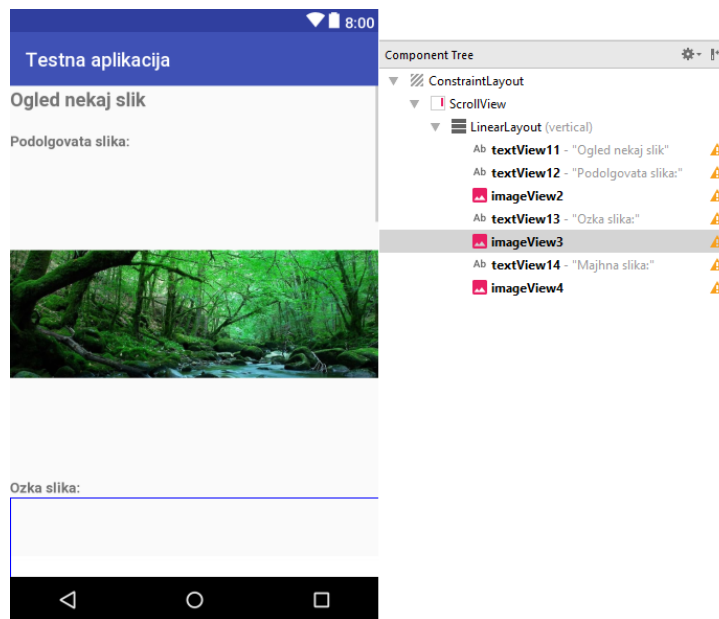 8:00
Testna aplikacija
Ogled nekaj slik
Podolgovata slika:
Ozka slika:
Component Tree
ConstraintLayout
ScrollView
LinearLayout (vertical)
Ab textView11 - "Ogled nekaj slik"
Ab textView12 - "Podolgovata slika:"
imageView2
Ab textView13 - "Ozka slika:"
imageView3
Ab textView14 - "Majhna slika:"
imageView4